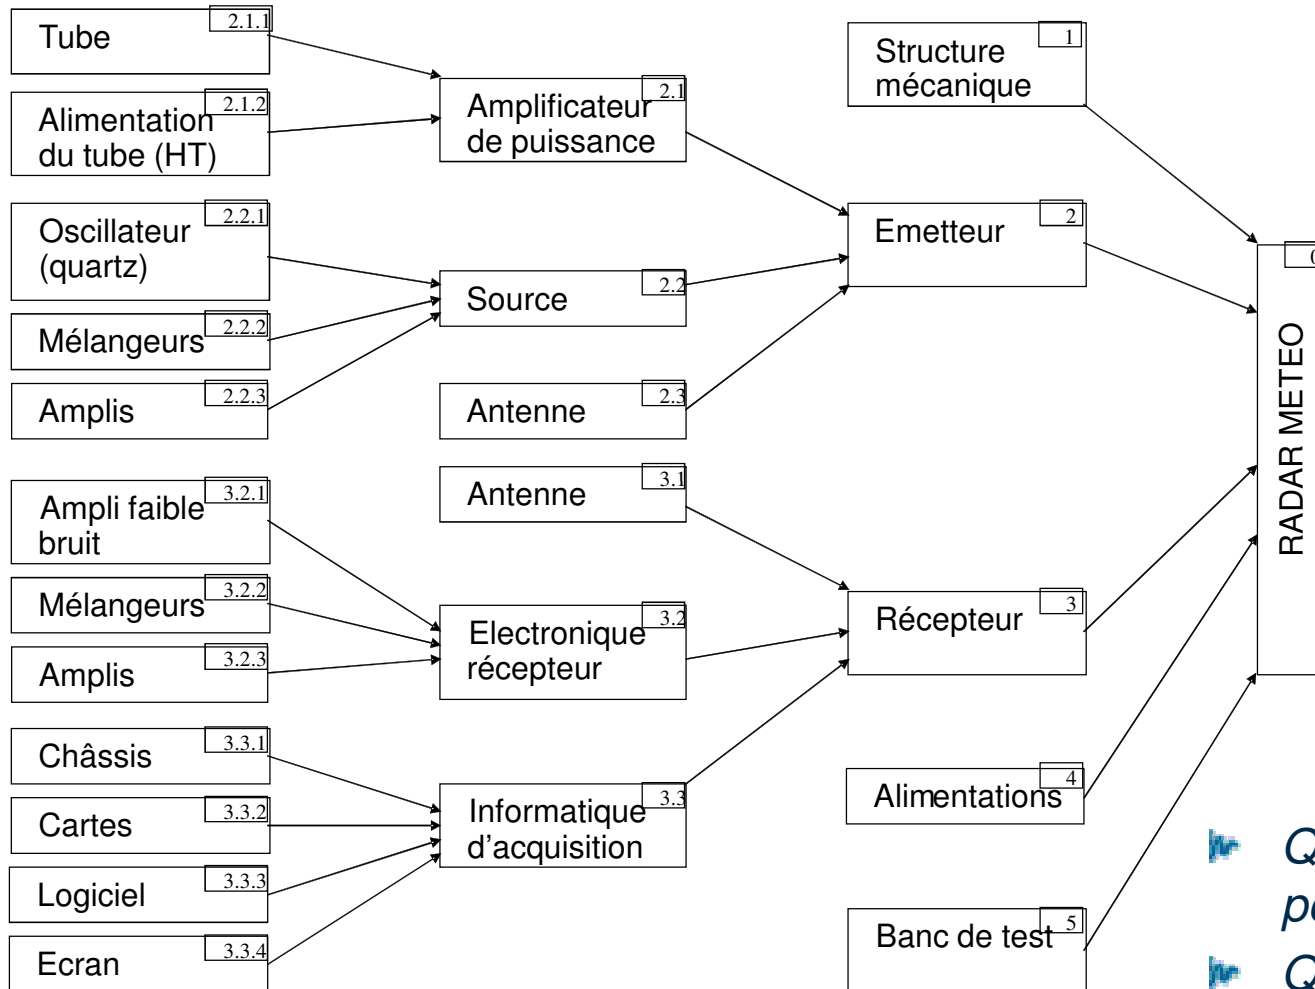 Tube
2.1.1
Alimentation
du tube (HT)
2.1.2
Oscillateur
(quartz)
2.2.1
Mélangeurs
2.2.2
Amplis
2.2.3
Ampli faible
bruit
3.2.1
Mélangeurs
3.2.2
Amplis
3.2.3
Châssis
3.3.1
Cartes
3.3.2
Logiciel
3.3.3
Ecran
3.3.4
Amplificateur
de puissance
2.1
Source
2.2
Antenne
2.3
Antenne
3.1
Electronique
récepteur
3.2
Informatique
d'acquisition
3.3
Structure
mécanique
1
Emetteur
2
Récepteur
3
Alimentations
4
Banc de test
5
RADAR METEO
0